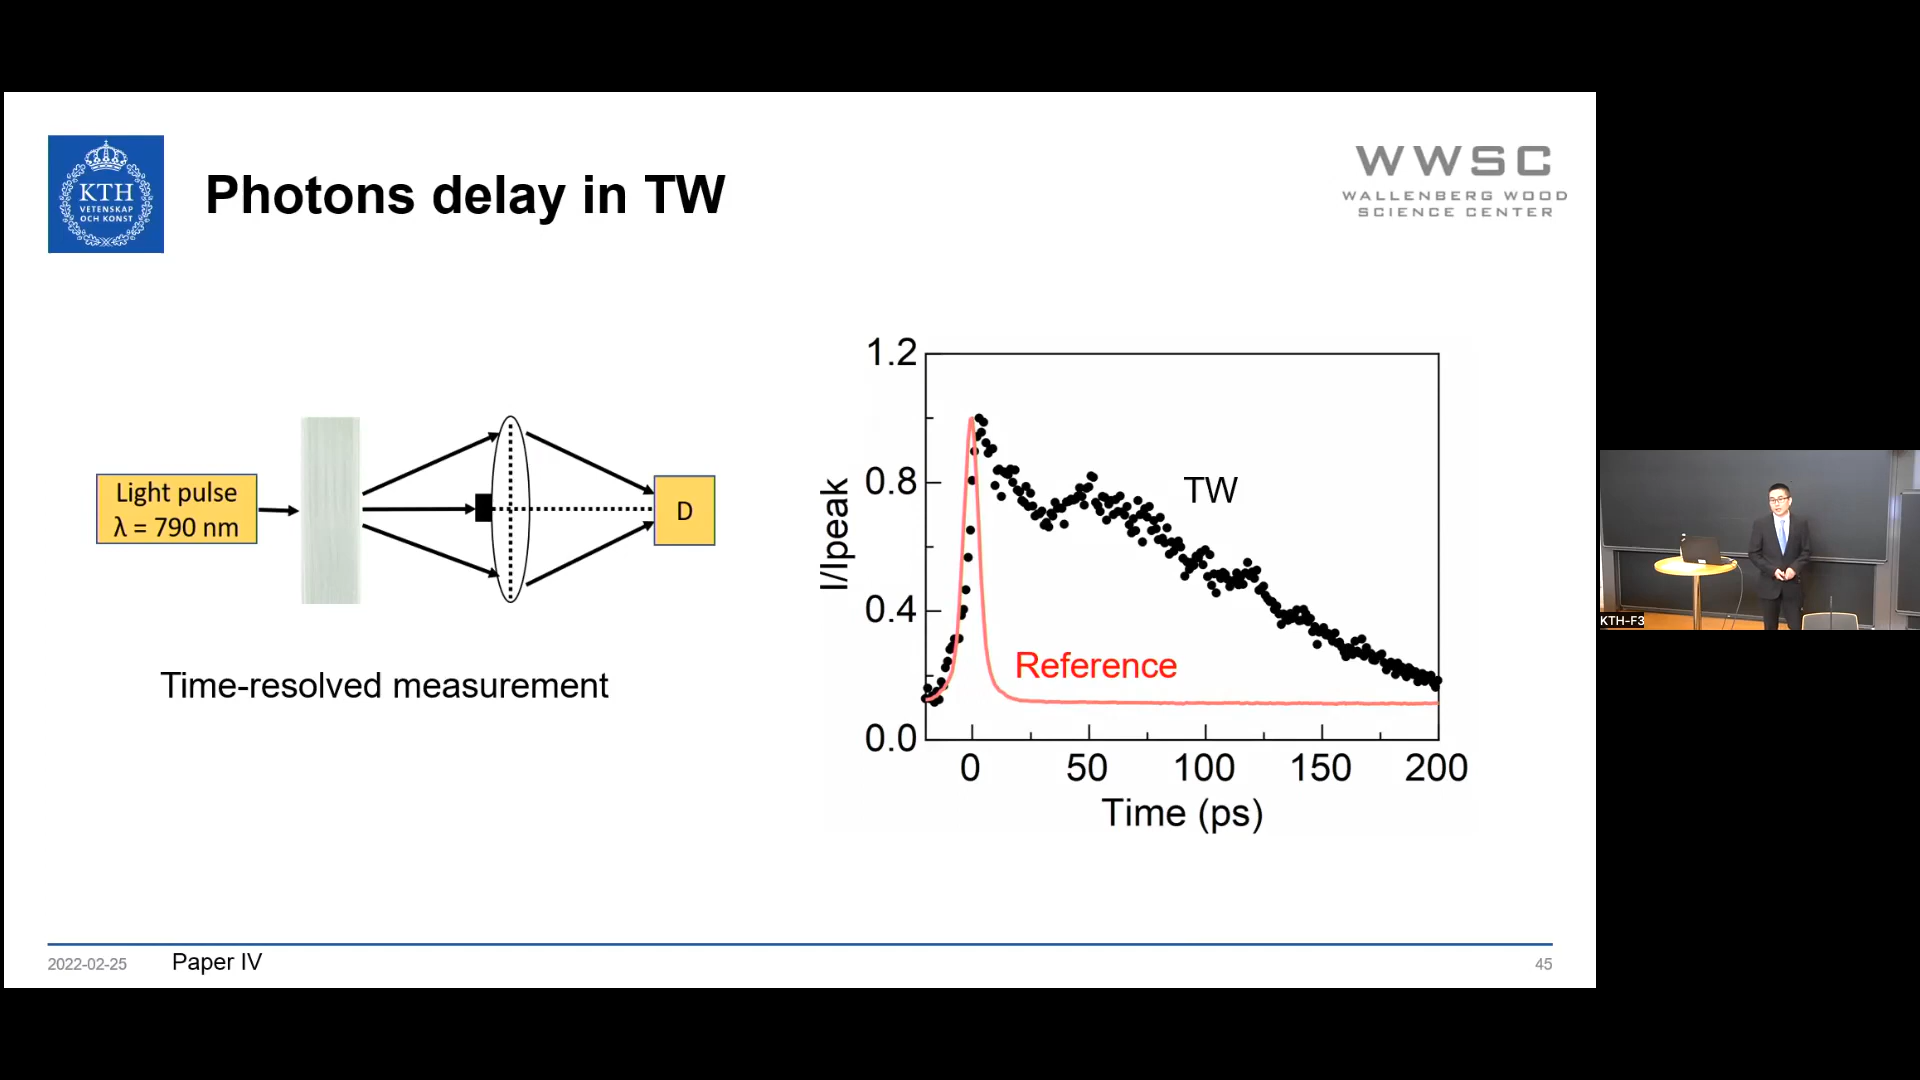 KTH
VETENSKAP
OCH KONST
Photons delay in TW
WWSC
WALLENBERG WOOD
SCIENCE CENTER
Light pulse
λ = 790 nm
D
Time-resolved measurement
1.2
0.8
0.4
0.0
I/Ipeak
TW
Reference
0 50 100 150 200
Time (ps)
2022-02-25
Paper IV
45
KTH-F3